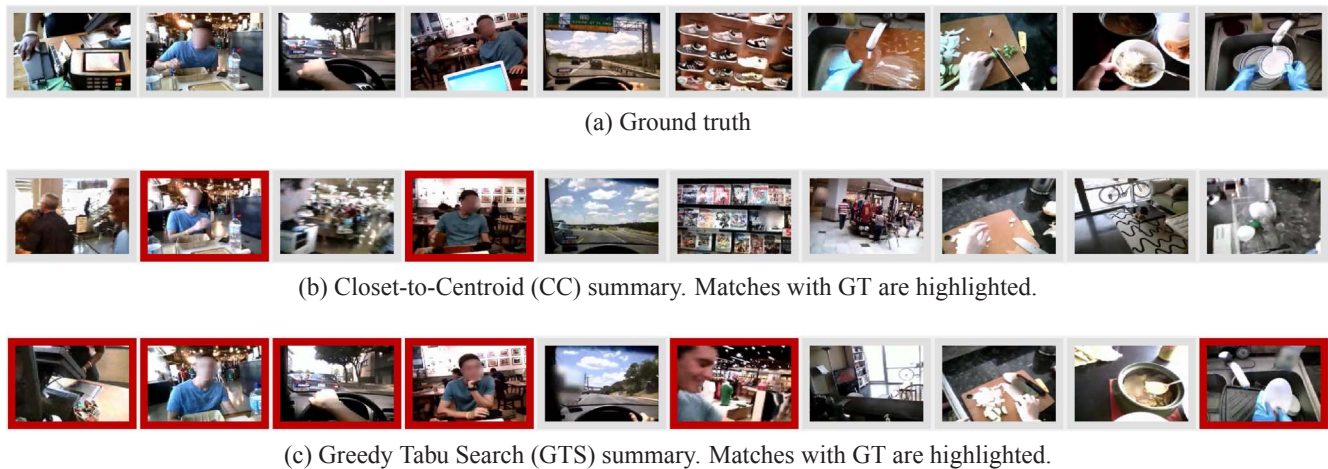 (a) Ground truth
(b) Closet-to-Centroid (CC) summary. Matches with GT are highlighted.
(c) Greedy Tabu Search (GTS) summary. Matches with GT are highlighted.